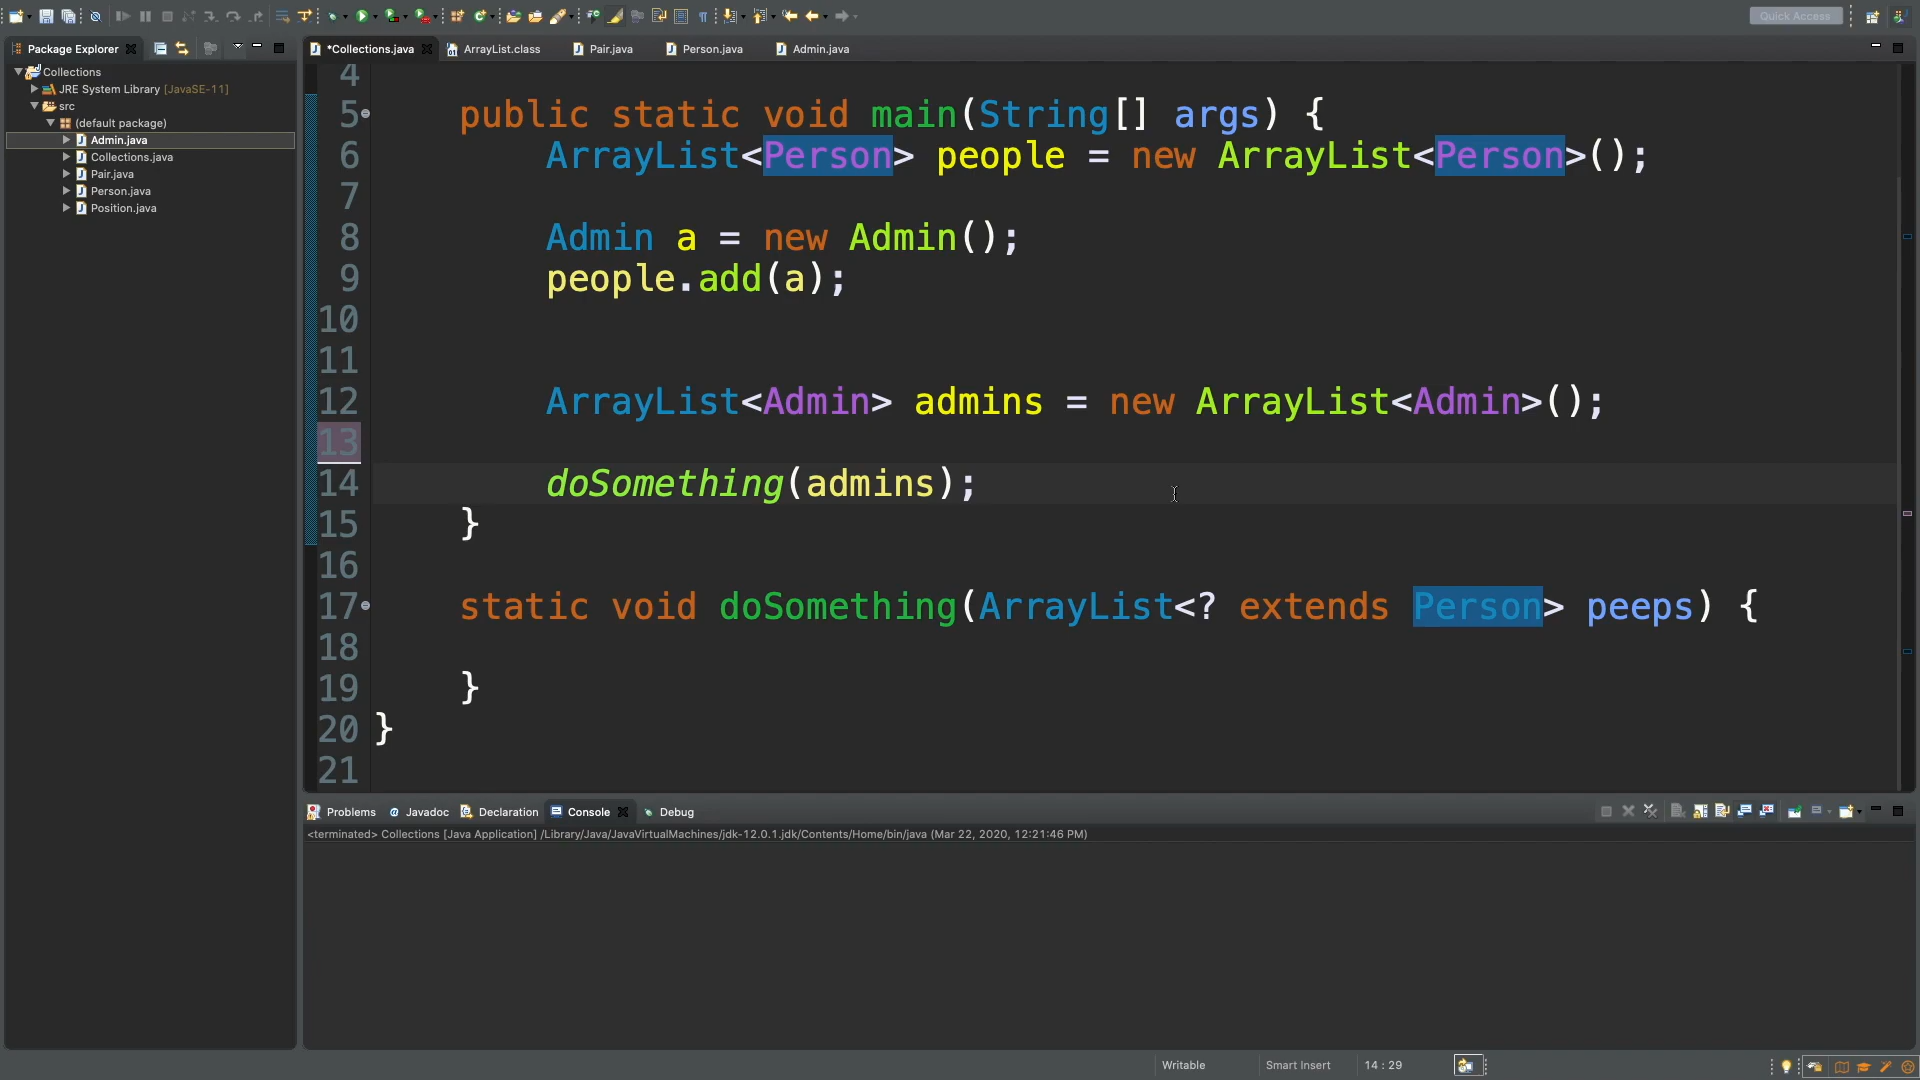 Quick Access
Package Explorer
*Collections.java
ArrayList.class
Pair.java
Person.java
Admin.java
Collections
JRE System Library [JavaSE-11]
src
(default package)
Admin.java
Collections.java
Pair.java
Person.java
Position.java
4
5 public static void main(String[] args) {
6 ArrayList<Person> people = new ArrayList<Person>();
7
8 Admin a = new Admin();
9 people.add(a);
10
11
12 ArrayList<Admin> admins = new ArrayList<Admin>();
13
14 doSomething(admins);
15 }
16
17 static void doSomething(ArrayList<? extends Person> peeps) {
18
19 }
20 }
21
Problems
@ Javadoc
Declaration
Console
Debug
<terminated> Collections [Java Application] /Library/Java/JavaVirtualMachines/jdk-12.0.1.jdk/Contents/Home/bin/java (Mar 22, 2020, 12:21:46 PM)
Writable
Smart Insert
14 : 29